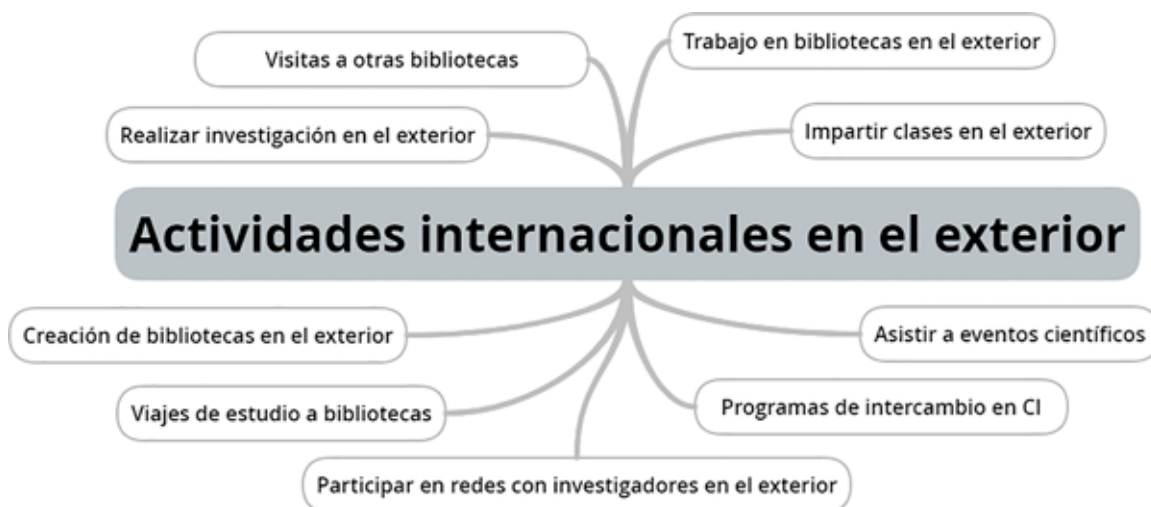 Trabajo en bibliotecas en el exterior
Visitas a otras bibliotecas
Realizar investigación en el exterior
Impartir clases en el exterior
Actividades internacionales en el exterior
Creación de bibliotecas en el exterior
Asistir a eventos científicos
Viajes de estudio a bibliotecas
Programas de intercambio en CI
Participar en redes con investigadores en el exterior